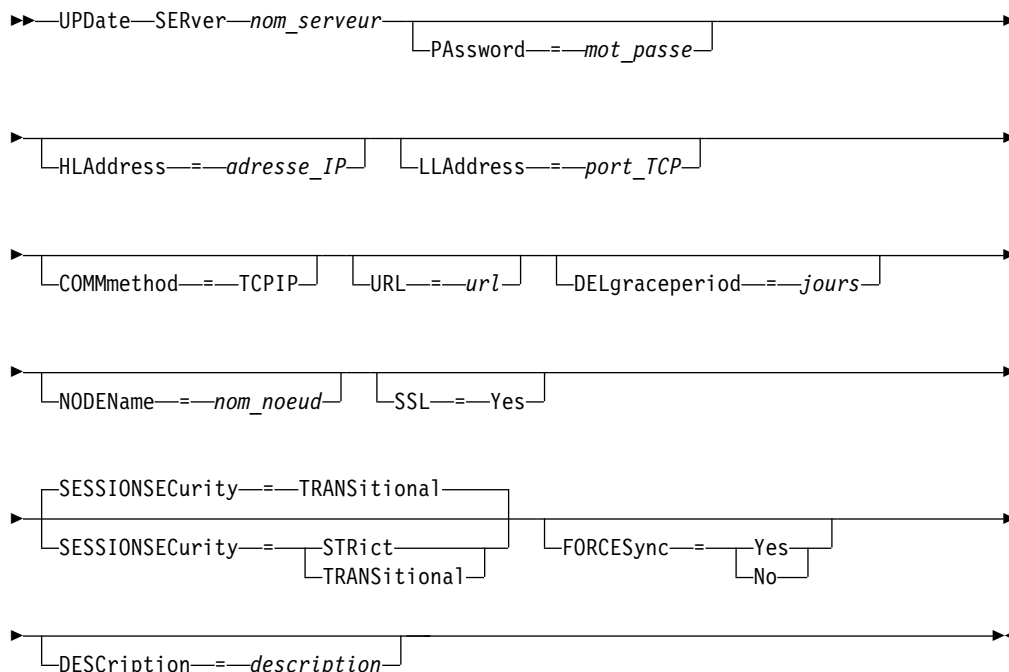 UPDate SERver nom_serveur
PAssword = mot_passe
HLAddress = adresse_IP LLAddress = port_TCP
COMMmethod = TCPIP URL = url DELgraceperiod = jours
NODEName = nom_noeud SSL = Yes
SESSIONSECurity = TRANSitional
SESSIONSECurity = STRict
TRANSitional
FORCESync = Yes
No
DESCription = description